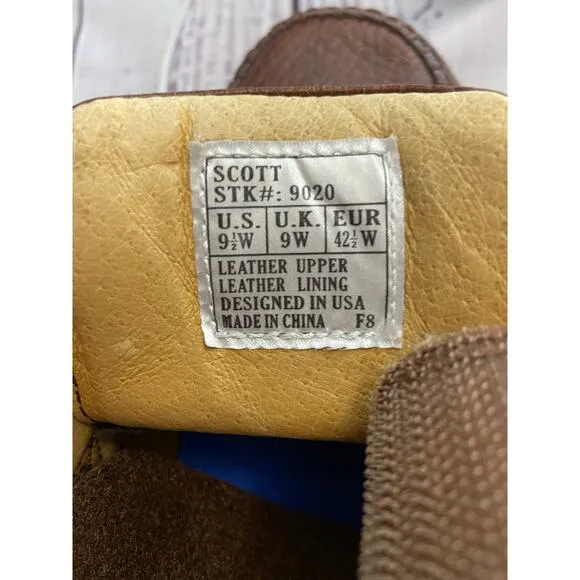 SCOTT
STK#: 9020
U.S. U.K. EUR
9½W 9W 42½W
LEATHER UPPER
LEATHER LINING
DESIGNED IN USA
MADE IN CHINA F8